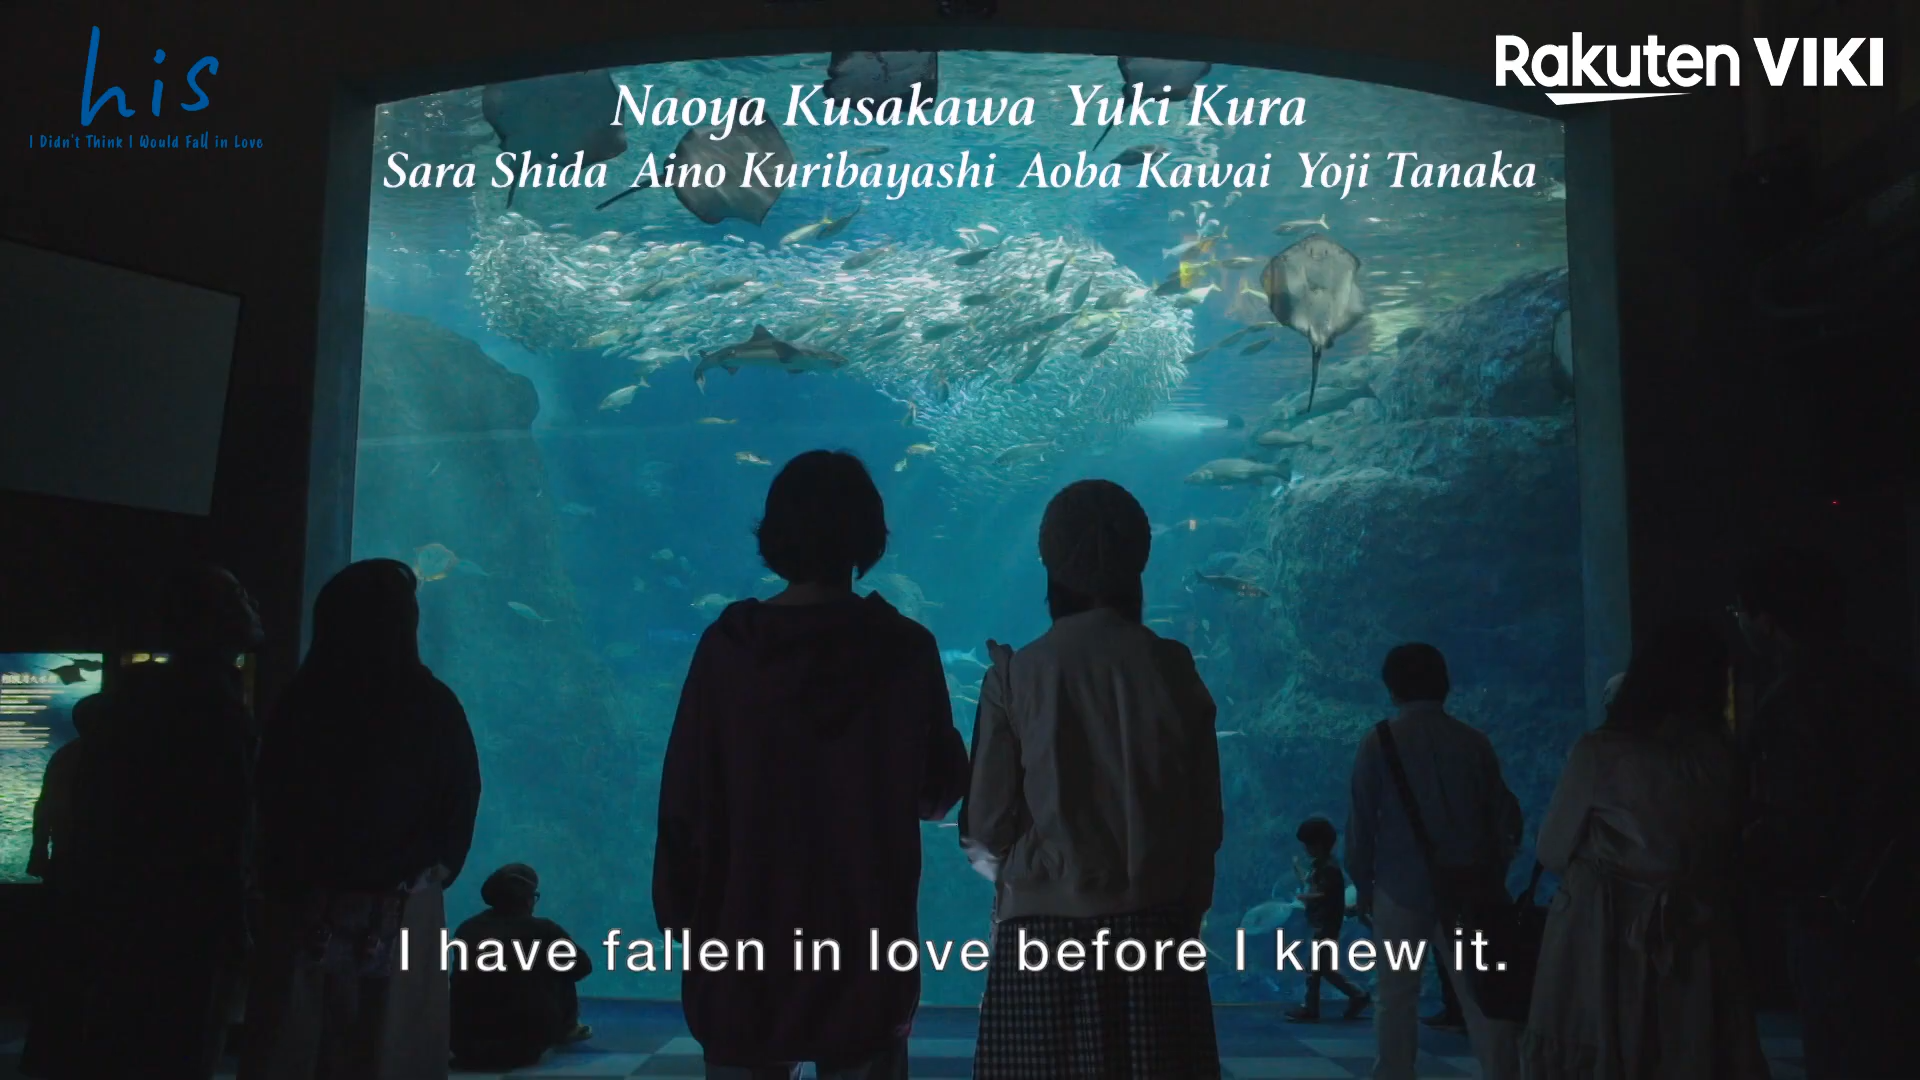 his
I Didn't Think I Would Fall in Love
Rakuten VIKI
Naoya Kusakawa Yuki Kura
Sara Shida Aino Kuribayashi Aoba Kawai Yoji Tanaka
I have fallen in love before I knew it.